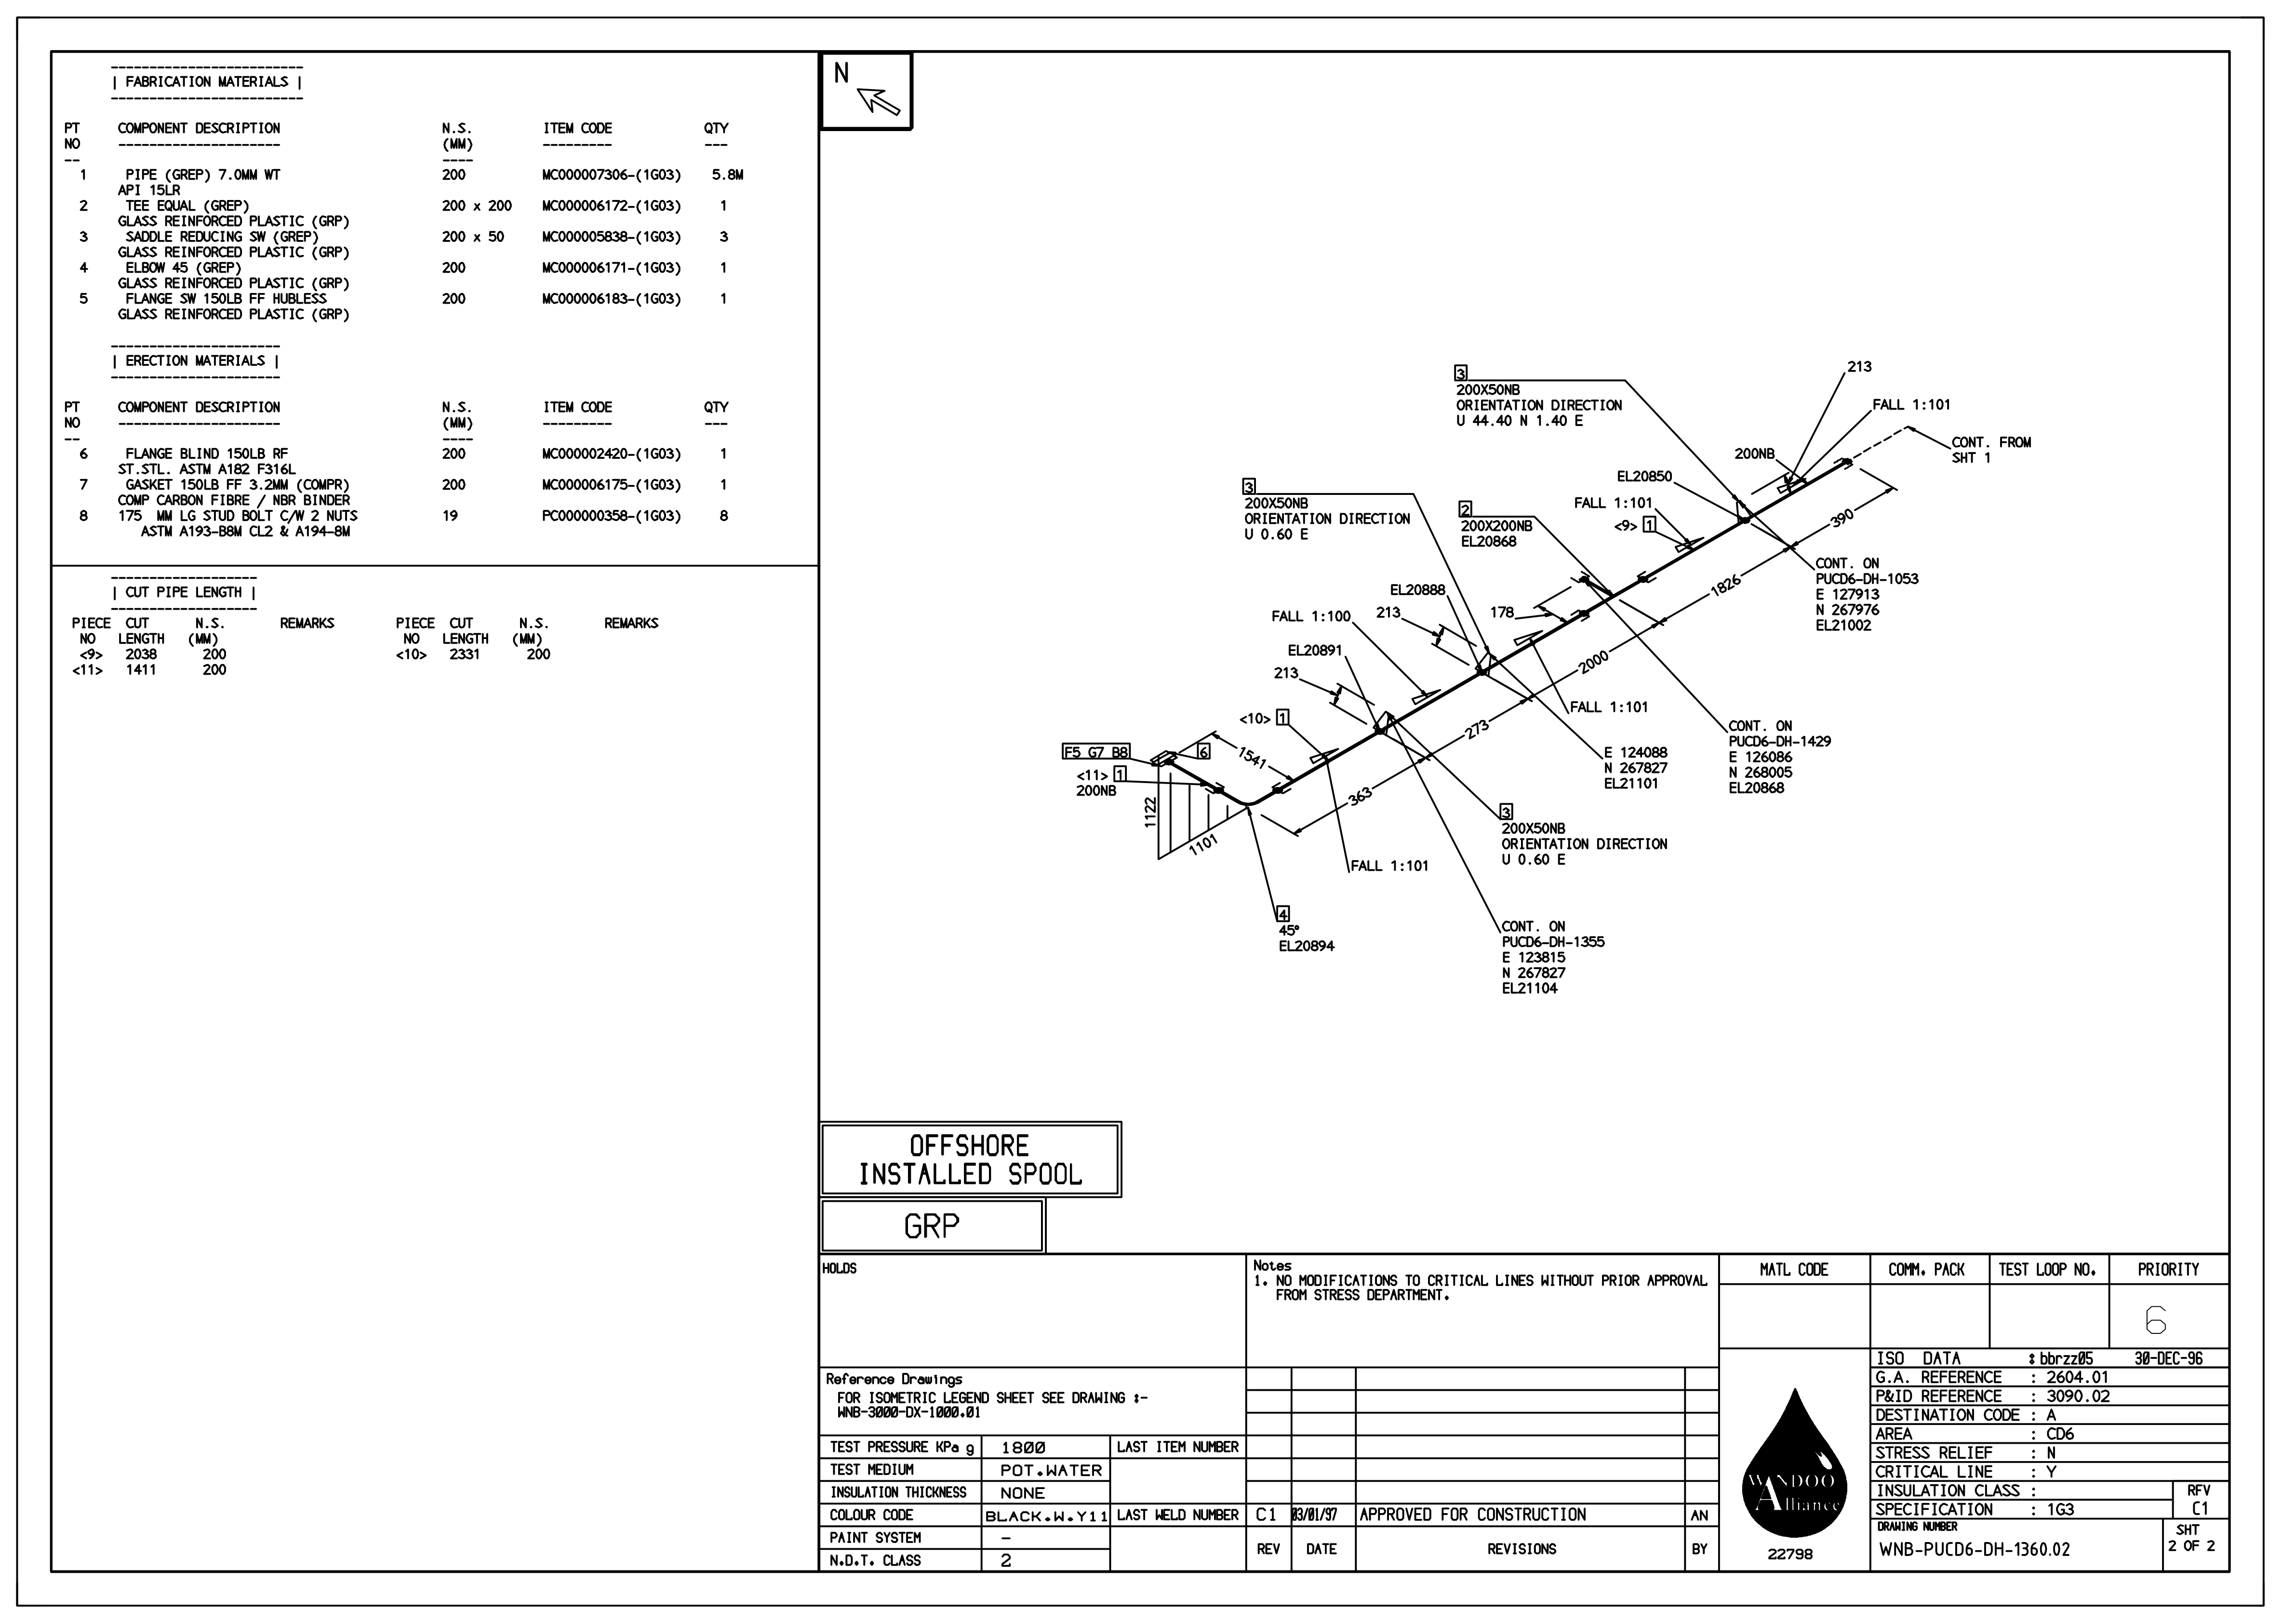 | FABRICATION MATERIALS |
PT COMPONENT DESCRIPTION N.S. ITEM CODE QTY
NO (MM)
1 PIPE (GREP) 7.0MM WT 200 MC000007306-(1G03) 5.8M
API 15LR
2 TEE EQUAL (GREP) 200 x 200 MC000006172-(1G03) 1
GLASS REINFORCED PLASTIC (GRP)
3 SADDLE REDUCING SW (GREP) 200 x 50 MC000005838-(1G03) 3
GLASS REINFORCED PLASTIC (GRP)
4 ELBOW 45 (GREP) 200 MC000006171-(1G03) 1
GLASS REINFORCED PLASTIC (GRP)
5 FLANGE SW 150LB FF HUBLESS 200 MC000006183-(1G03) 1
GLASS REINFORCED PLASTIC (GRP)
| ERECTION MATERIALS |
PT COMPONENT DESCRIPTION N.S. ITEM CODE QTY
NO (MM)
6 FLANGE BLIND 150LB RF 200 MC000002420-(1G03) 1
ST.STL. ASTM A182 F316L
7 GASKET 150LB FF 3.2MM (COMPR) 200 MC000006175-(1G03) 1
COMP CARBON FIBRE / NBR BINDER
8 175 MM LG STUD BOLT C/W 2 NUTS 19 PC000000358-(1G03) 8
ASTM A193-B8M CL2 & A194-8M
| CUT PIPE LENGTH |
PIECE CUT N.S. REMARKS PIECE CUT N.S. REMARKS
NO LENGTH (MM) NO LENGTH (MM)
<9> 2038 200 <10> 2331 200
<11> 1411 200
N
213
3
200X50NB
ORIENTATION DIRECTION
U 44.40 N 1.40 E
FALL 1:101
CONT. FROM
SHT 1
200NB
EL20850
3
200X50NB
ORIENTATION DIRECTION
U 0.60 E
FALL 1:101
<9> 1
2
200X200NB
EL20868
390
CONT. ON
PUCD6-DH-1053
E 127913
N 267976
EL21002
1826
EL20888
213
178
FALL 1:100
EL20891
213
2000
FALL 1:101
<10> 1
273
CONT. ON
PUCD6-DH-1429
E 126086
N 268005
EL20868
E 124088
N 267827
EL21101
F5 G7 B8
6
1541
<11> 1
200NB
363
1122
1101
3
200X50NB
ORIENTATION DIRECTION
U 0.60 E
FALL 1:101
4
45°
EL20894
CONT. ON
PUCD6-DH-1355
E 123815
N 267827
EL21104
OFFSHORE
INSTALLED SPOOL
GRP
HOLDS
Notes
1. NO MODIFICATIONS TO CRITICAL LINES WITHOUT PRIOR APPROVAL
FROM STRESS DEPARTMENT.
MATL CODE COMM. PACK TEST LOOP NO. PRIORITY
6
Reference Drawings
FOR ISOMETRIC LEGEND SHEET SEE DRAWING :-
WNB-3000-DX-1000.01
TEST PRESSURE KPa g 1800 LAST ITEM NUMBER
TEST MEDIUM POT.WATER
INSULATION THICKNESS NONE
COLOUR CODE BLACK.W.Y11 LAST WELD NUMBER
PAINT SYSTEM -
N.D.T. CLASS 2
C1 03/01/97 APPROVED FOR CONSTRUCTION AN
REV DATE REVISIONS BY
WANDOO
Alliance
22798
ISO DATA : bbrzz05 30-DEC-96
G.A. REFERENCE : 2604.01
P&ID REFERENCE : 3090.02
DESTINATION CODE : A
AREA : CD6
STRESS RELIEF : N
CRITICAL LINE : Y
INSULATION CLASS :
SPECIFICATION : 1G3
RFV
C1
DRAWING NUMBER
WNB-PUCD6-DH-1360.02
SHT
2 OF 2